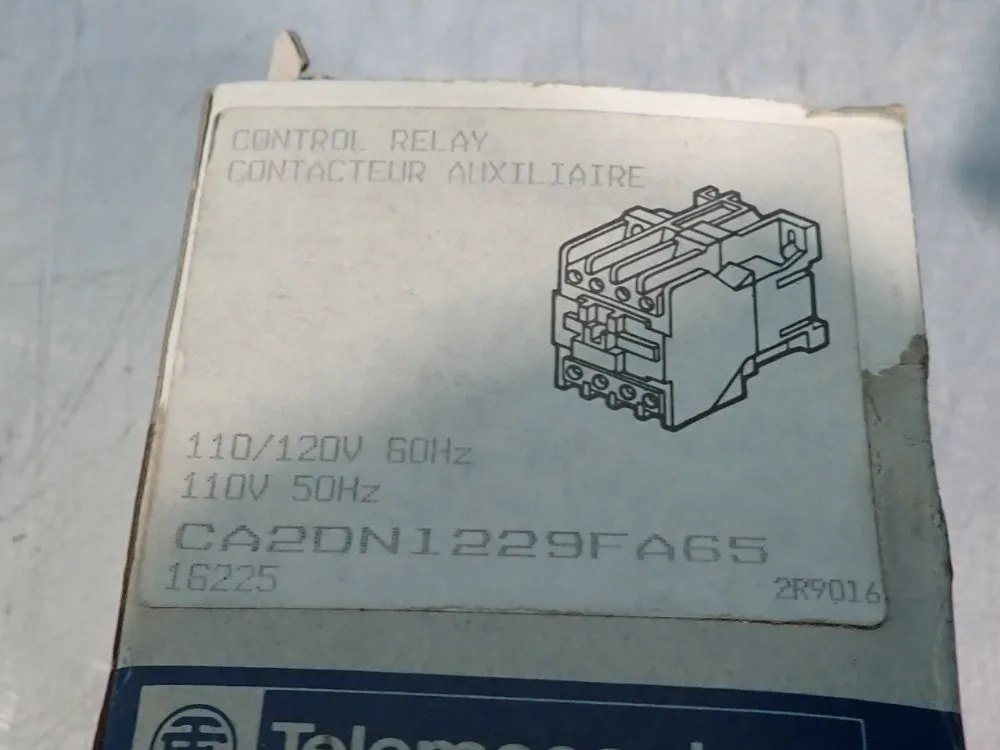 CONTROL RELAY
CONTACTEUR AUXILIAIRE
110/120V 60Hz
110V 50Hz
CA2DN1229FA65
16225
2R9016